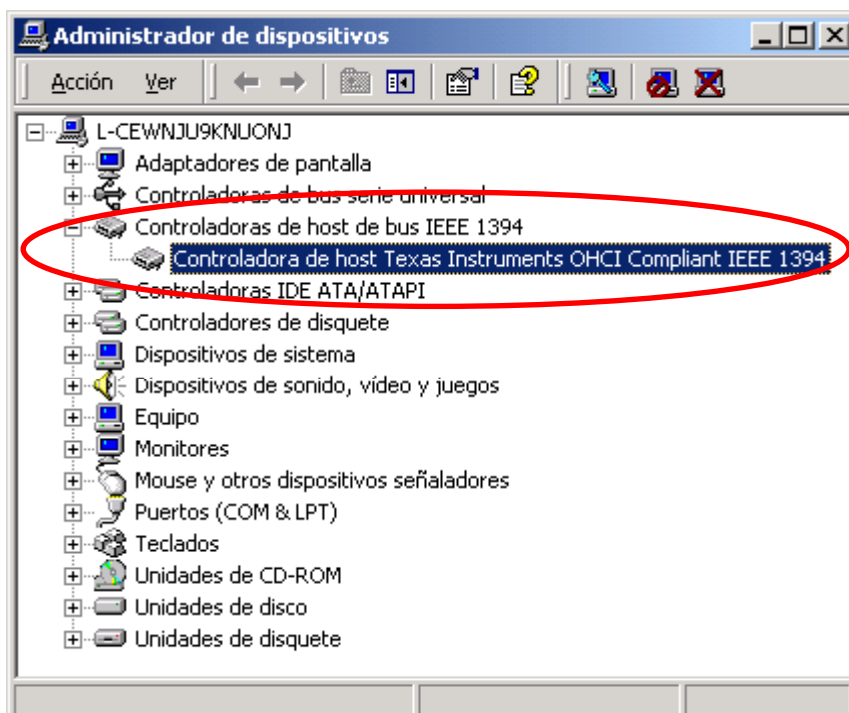 Administrador de dispositivos
Acción Ver
L-CEWNJU9KNUONJ
Adaptadores de pantalla
Controladoras de bus serie universal
Controladoras de host de bus IEEE 1394
Controladora de host Texas Instruments OHCI Compliant IEEE 1394
Controladoras IDE ATA/ATAPI
Controladores de disquete
Dispositivos de sistema
Dispositivos de sonido, vídeo y juegos
Equipo
Monitores
Mouse y otros dispositivos señaladores
Puertos (COM & LPT)
Teclados
Unidades de CD-ROM
Unidades de disco
Unidades de disquete